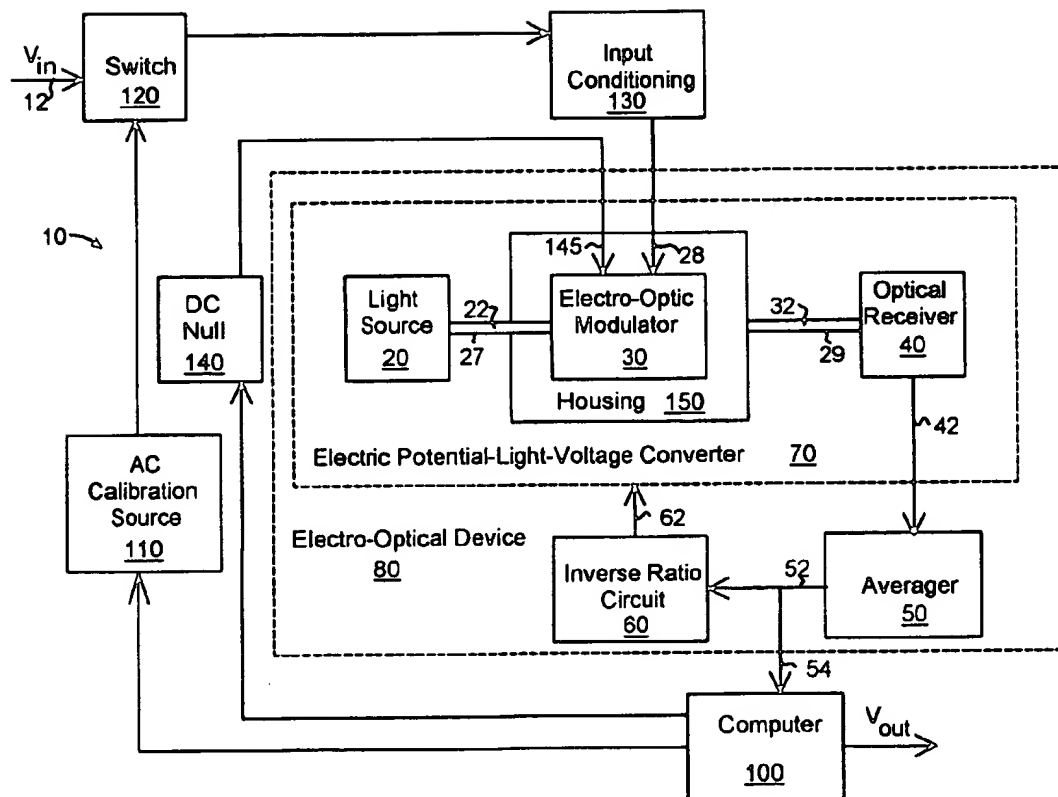 V_in
12
Switch
120
Input
Conditioning
130
10
145
28
DC
Null
140
Light
Source
20
22
27
Electro-Optic
Modulator
30
Housing 150
32
29
Optical
Receiver
40
42
Electric Potential-Light-Voltage Converter 70
AC
Calibration
Source
110
62
Electro-Optical Device
80
Inverse Ratio
Circuit
60
52
Averager
50
54
Computer
100
V_out